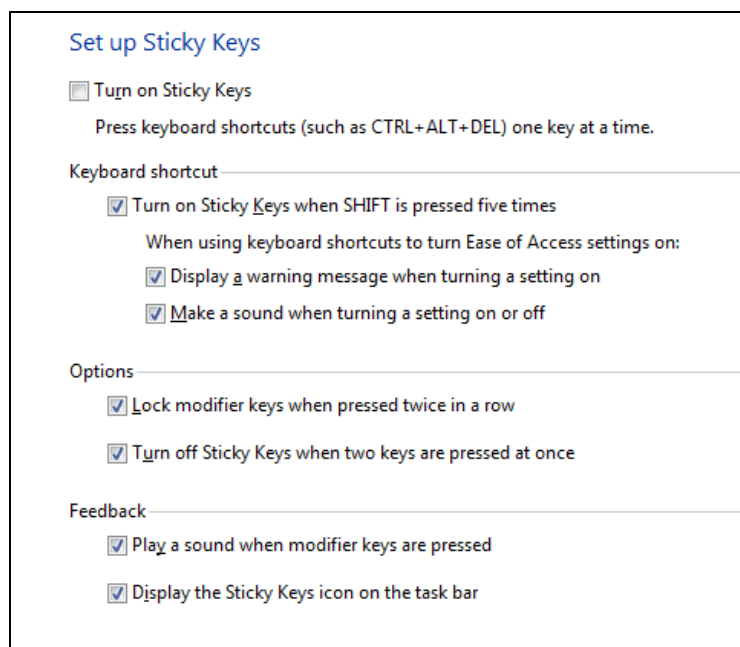 Set up Sticky Keys
Turn on Sticky Keys
Press keyboard shortcuts (such as CTRL+ALT+DEL) one key at a time.
Keyboard shortcut
Turn on Sticky Keys when SHIFT is pressed five times
When using keyboard shortcuts to turn Ease of Access settings on:
Display a warning message when turning a setting on
Make a sound when turning a setting on or off
Options
Lock modifier keys when pressed twice in a row
Turn off Sticky Keys when two keys are pressed at once
Feedback
Play a sound when modifier keys are pressed
Display the Sticky Keys icon on the task bar